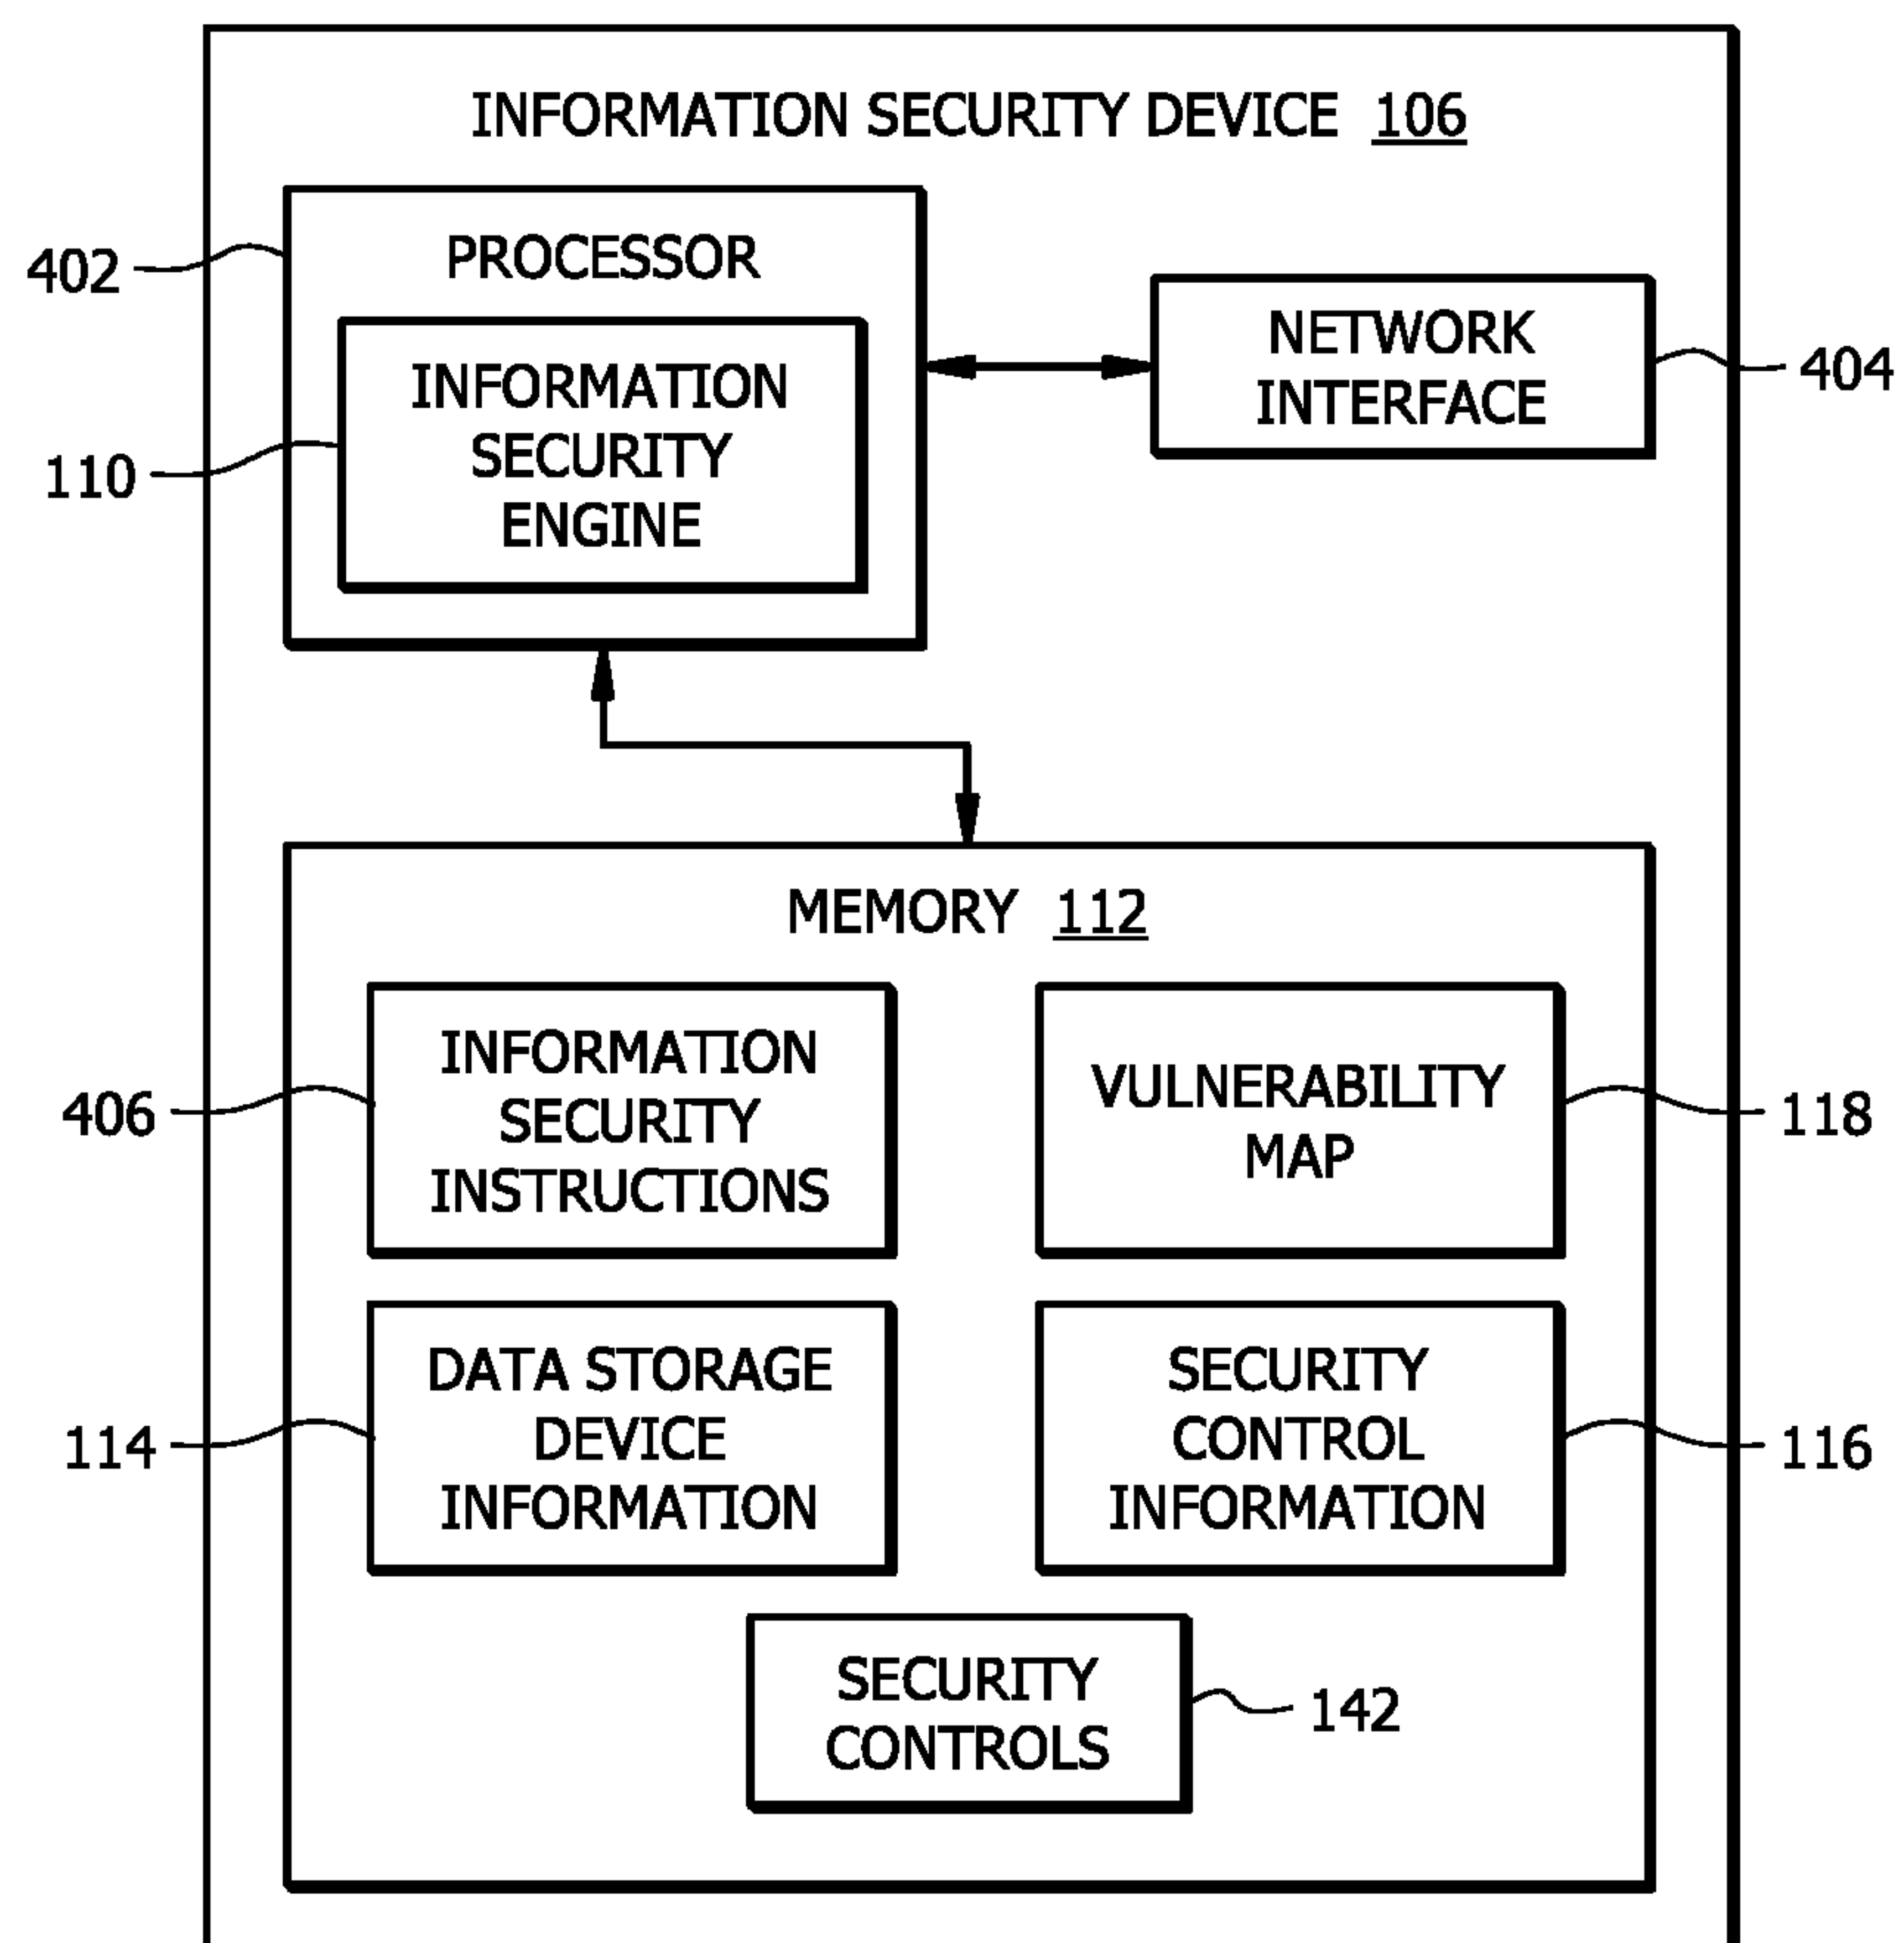 INFORMATION SECURITY DEVICE 106
402
PROCESSOR
110
INFORMATION
SECURITY
ENGINE
NETWORK
INTERFACE
404
MEMORY 112
406
INFORMATION
SECURITY
INSTRUCTIONS
VULNERABILITY
MAP
118
114
DATA STORAGE
DEVICE
INFORMATION
SECURITY
CONTROL
INFORMATION
116
SECURITY
CONTROLS
142